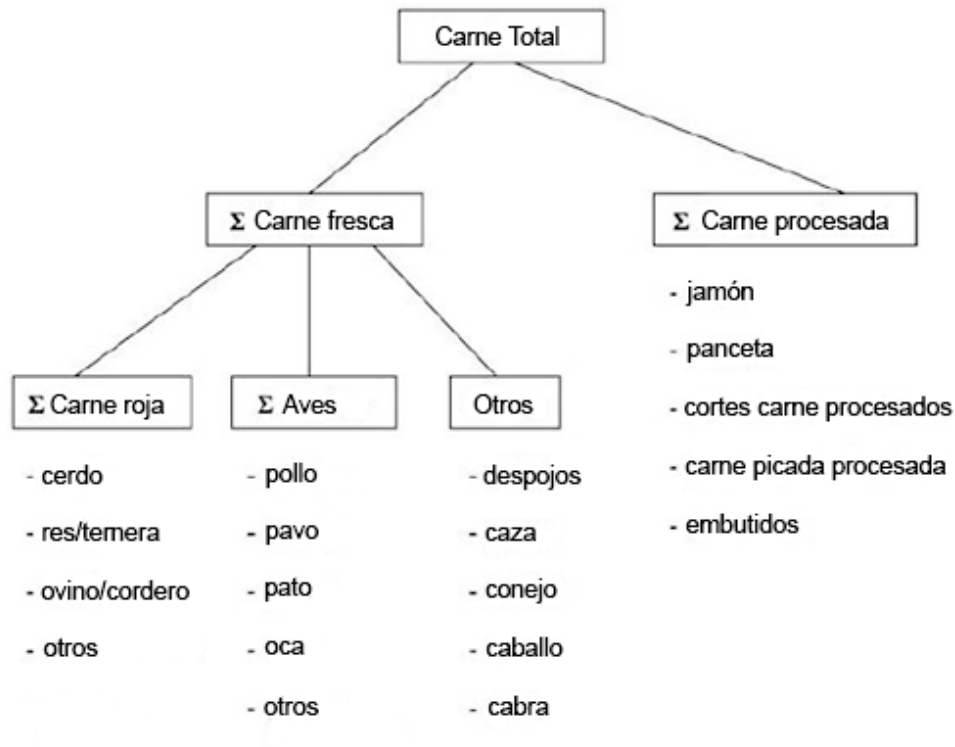 Carne Total
Σ Carne fresca
Σ Carne procesada
- jamón
- panceta
- cortes carne procesados
- carne picada procesada
- embutidos
Σ Carne roja
- cerdo
- res/ternera
- ovino/cordero
- otros
Σ Aves
- pollo
- pavo
- pato
- oca
- otros
Otros
- despojos
- caza
- conejo
- caballo
- cabra